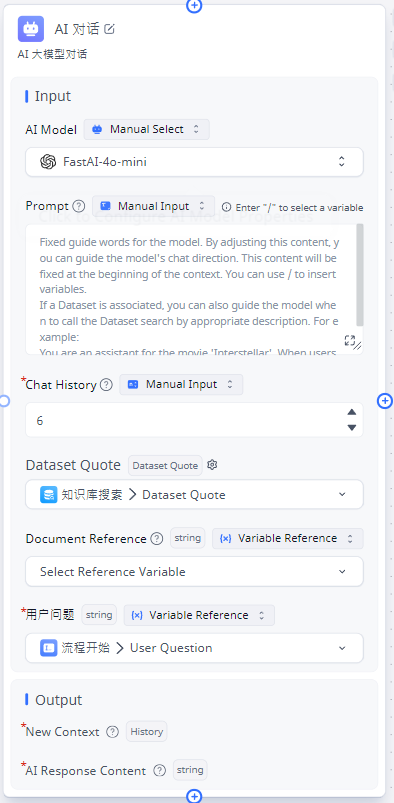 AI 对话
AI 大模型对话
Input
AI Model Manual Select
FastAI-4o-mini
Prompt Manual Input Enter "/" to select a variable
Fixed guide words for the model. By adjusting this content, y
ou can guide the model's chat direction. This content will be
fixed at the beginning of the context. You can use / to insert
variables.
If a Dataset is associated, you can also guide the model whe
n to call the Dataset search by appropriate description. For e
xample:
You are an assistant for the movie 'Interstellar'. When users
*Chat History Manual Input
6
Dataset Quote Dataset Quote
知识库搜索 > Dataset Quote
Document Reference string (x) Variable Reference
Select Reference Variable
*用户问题 string (x) Variable Reference
流程开始 > User Question
Output
*New Context History
*AI Response Content string